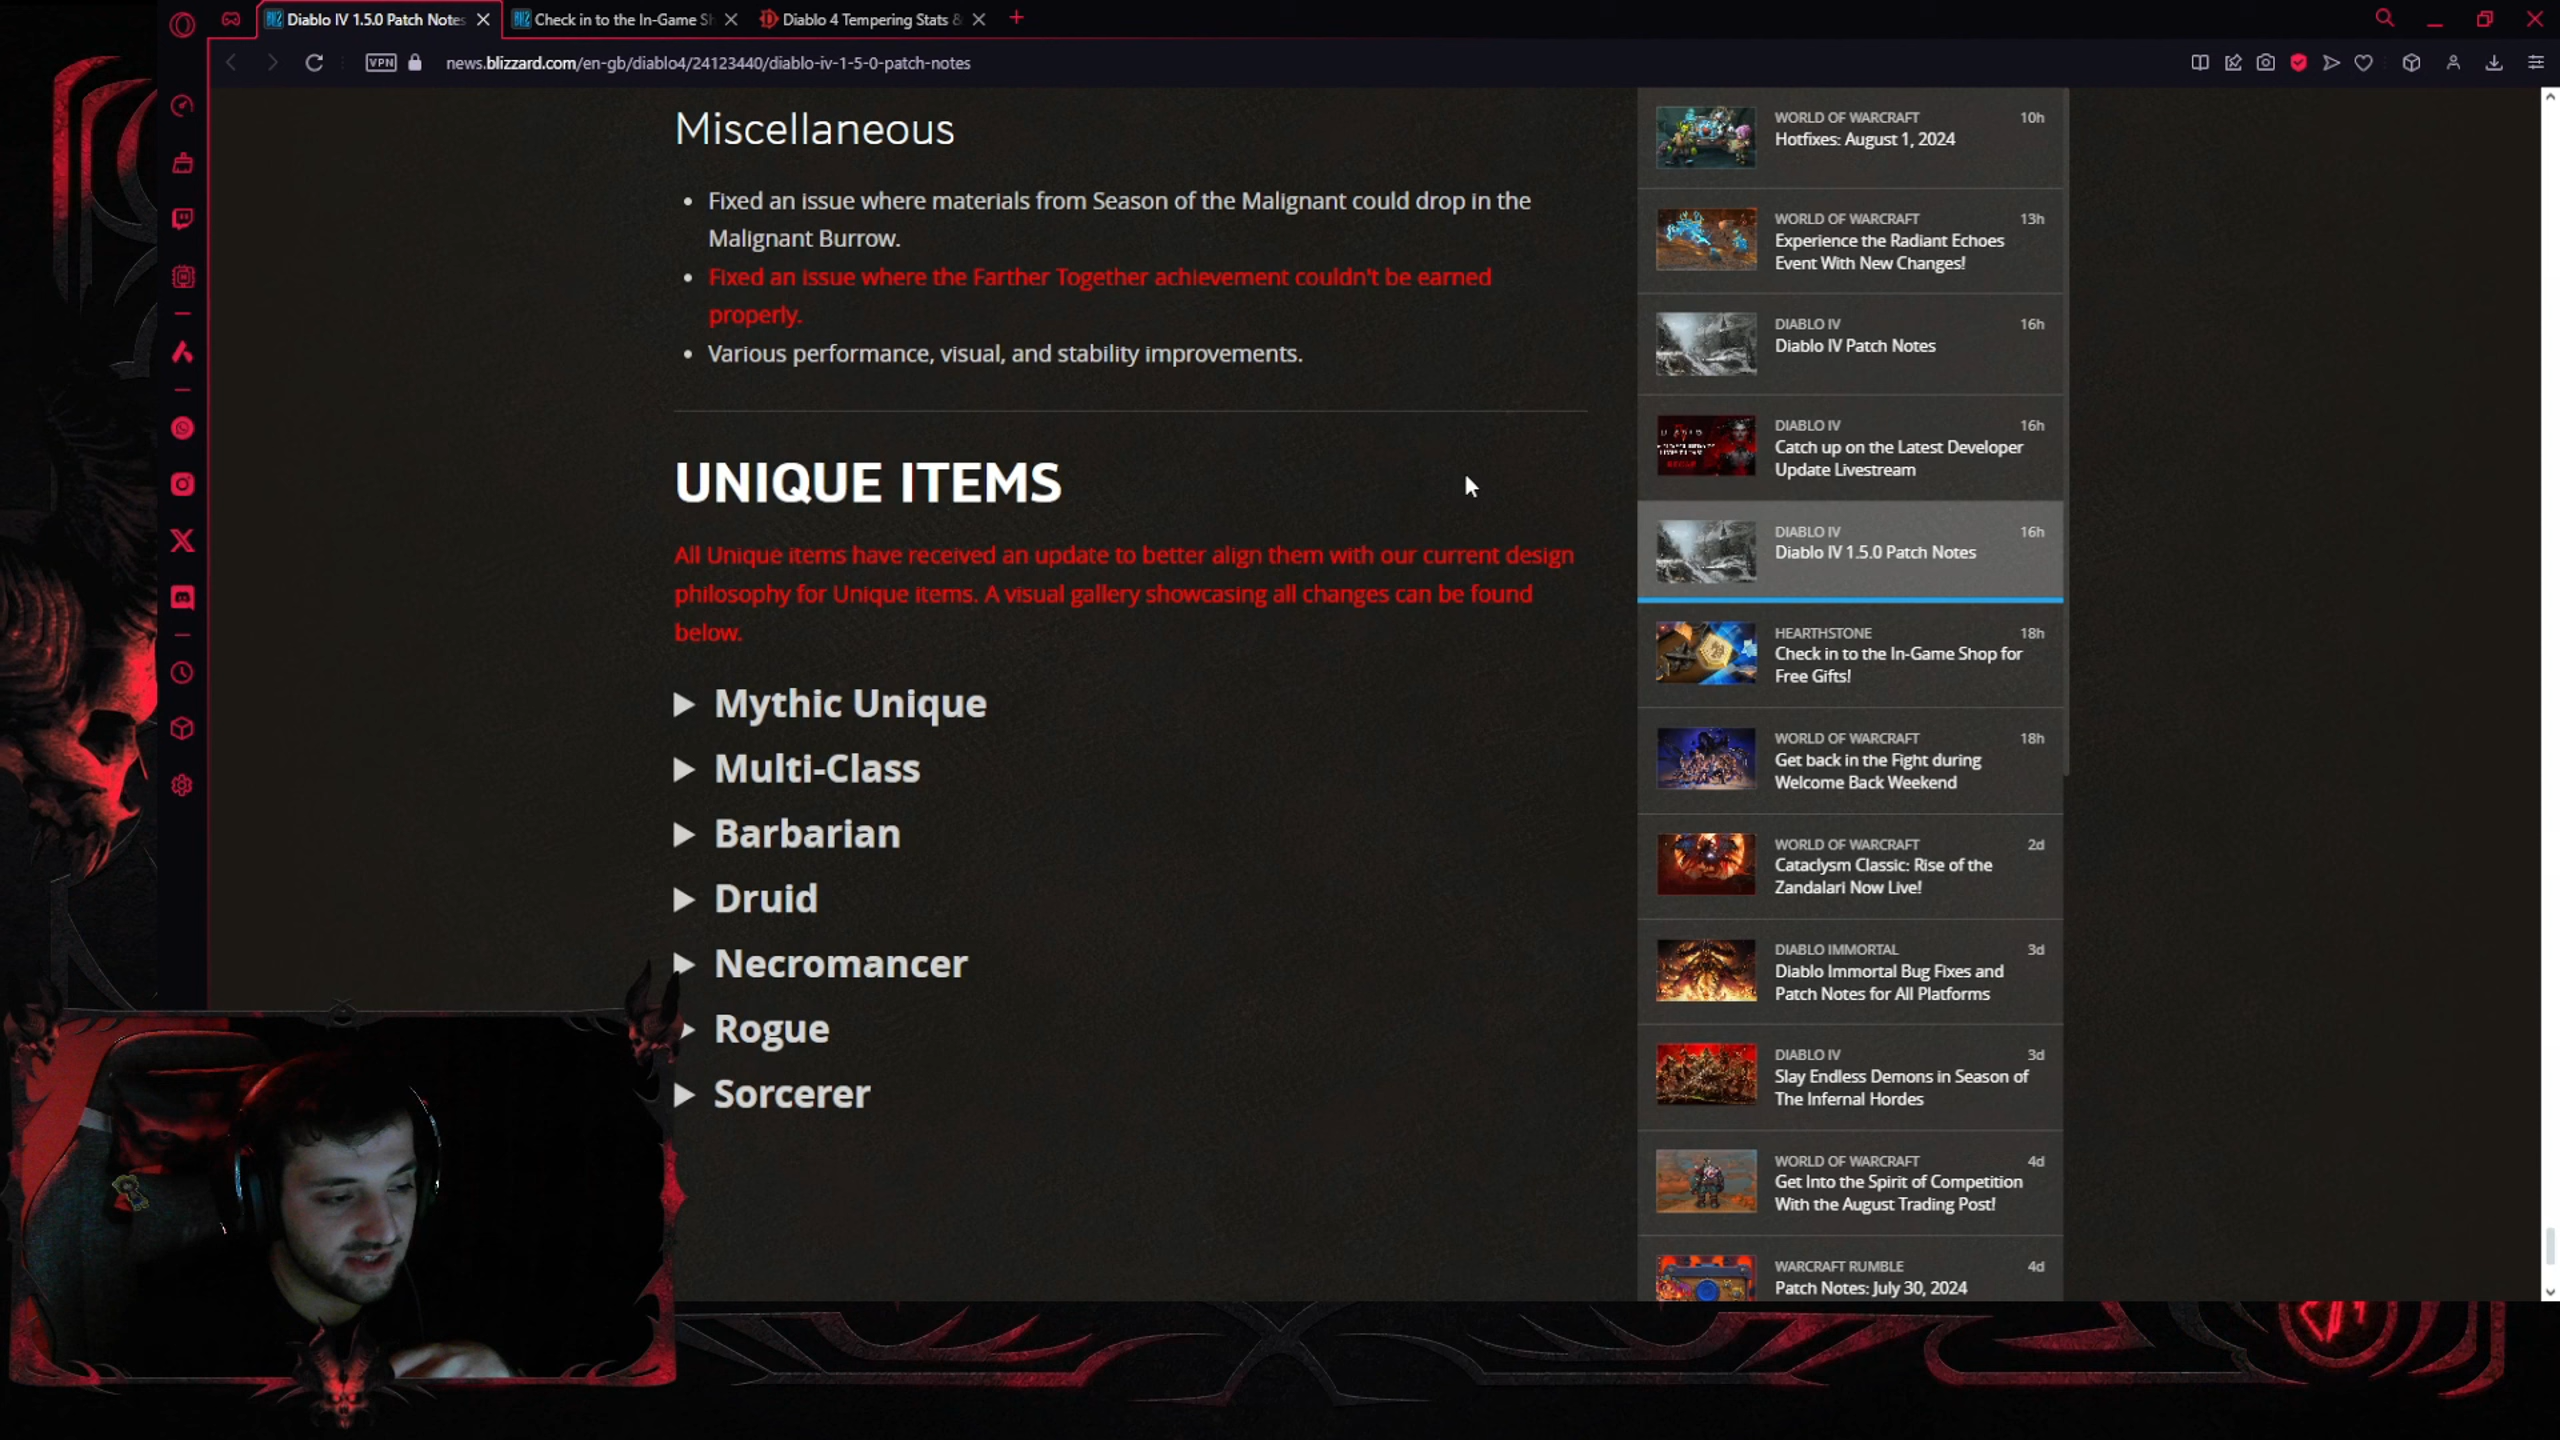 Diablo IV 1.5.0 Patch Notes
Check in to the In-Game Sh
Diablo 4 Tempering Stats &
VPN
news.blizzard.com/en-gb/diablo4/24123440/diablo-iv-1-5-0-patch-notes
Miscellaneous
Fixed an issue where materials from Season of the Malignant could drop in the
Malignant Burrow.
Fixed an issue where the Farther Together achievement couldn't be earned
properly.
Various performance, visual, and stability improvements.
UNIQUE ITEMS
All Unique items have received an update to better align them with our current design
philosophy for Unique items. A visual gallery showcasing all changes can be found
below.
Mythic Unique
Multi-Class
Barbarian
Druid
Necromancer
Rogue
Sorcerer
WORLD OF WARCRAFT 10h
Hotfixes: August 1, 2024
WORLD OF WARCRAFT 13h
Experience the Radiant Echoes
Event With New Changes!
DIABLO IV 16h
Diablo IV Patch Notes
DIABLO IV 16h
Catch up on the Latest Developer
Update Livestream
DIABLO IV 16h
Diablo IV 1.5.0 Patch Notes
HEARTHSTONE 18h
Check in to the In-Game Shop for
Free Gifts!
WORLD OF WARCRAFT 18h
Get back in the Fight during
Welcome Back Weekend
WORLD OF WARCRAFT 2d
Cataclysm Classic: Rise of the
Zandalari Now Live!
DIABLO IMMORTAL 3d
Diablo Immortal Bug Fixes and
Patch Notes for All Platforms
DIABLO IV 3d
Slay Endless Demons in Season of
The Infernal Hordes
WORLD OF WARCRAFT 4d
Get Into the Spirit of Competition
With the August Trading Post!
WARCRAFT RUMBLE 4d
Patch Notes: July 30, 2024